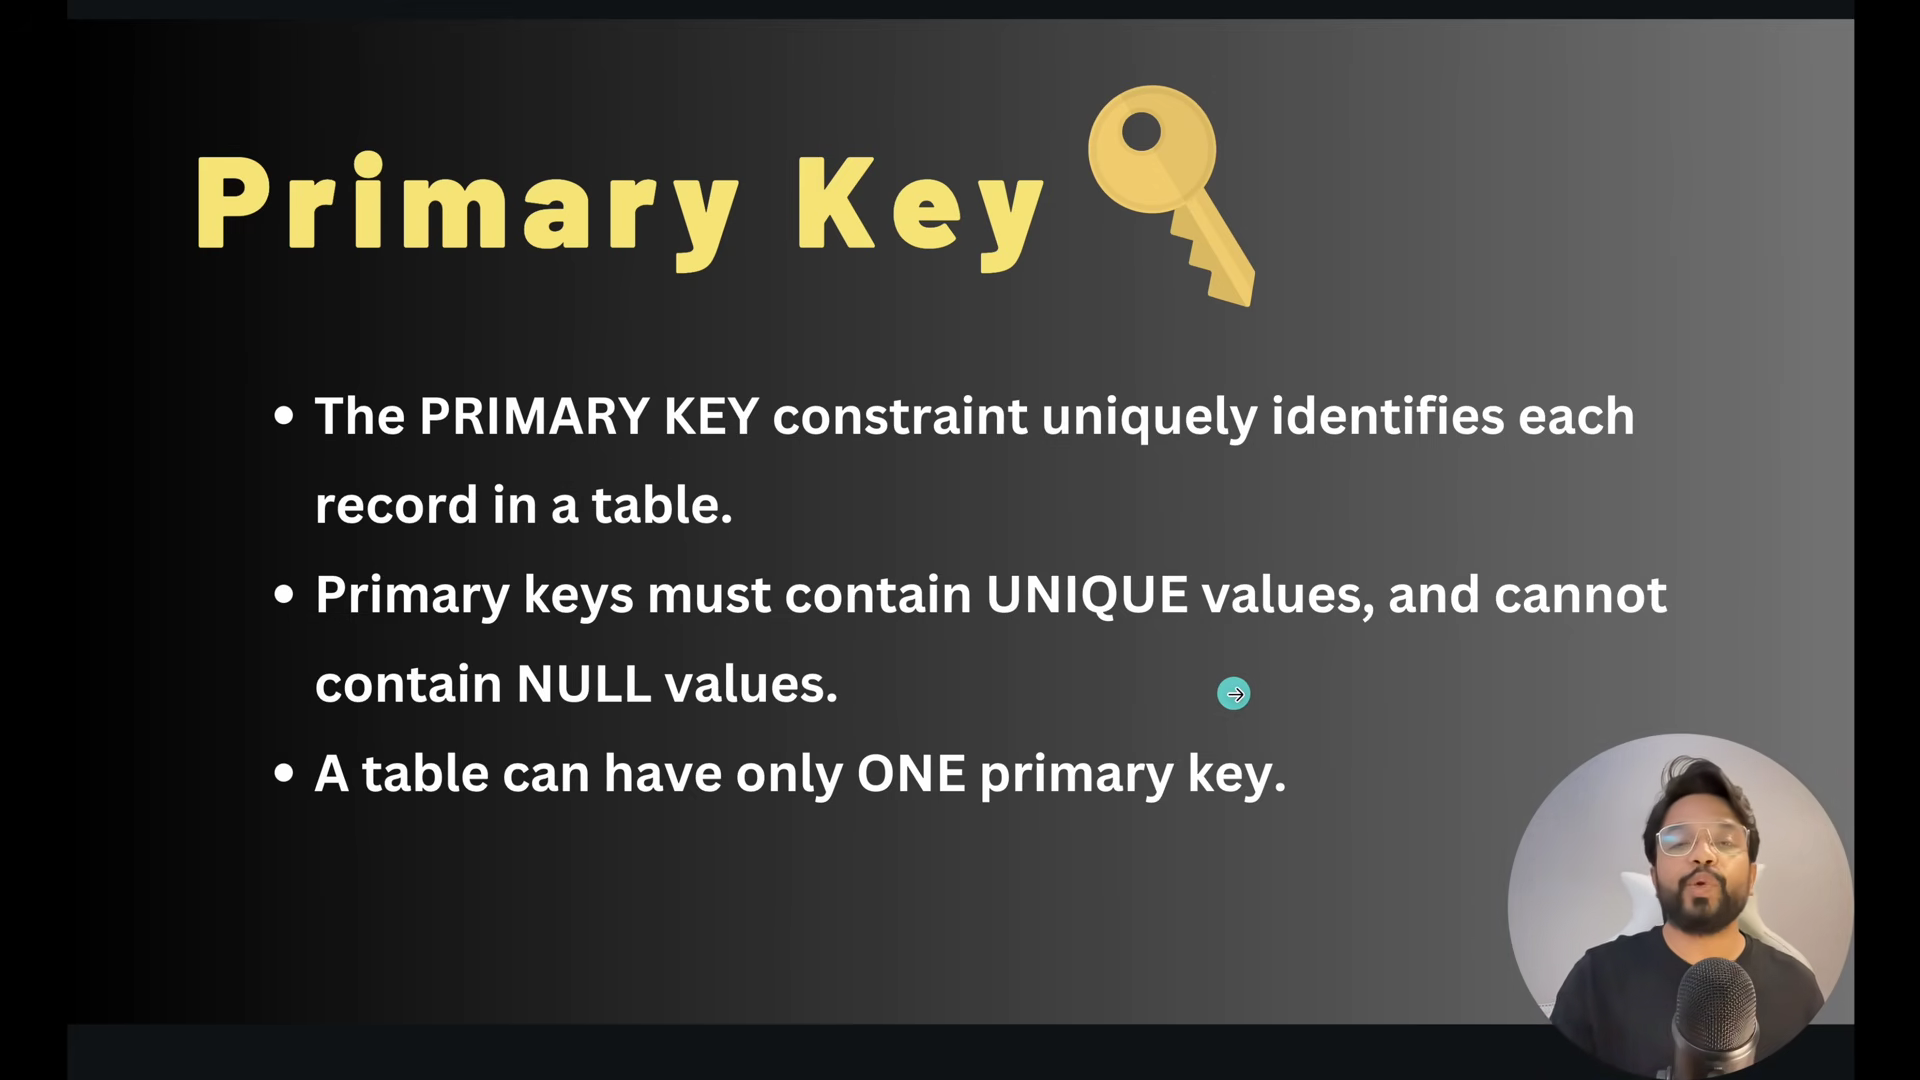 Primary Key
• The PRIMARY KEY constraint uniquely identifies each
record in a table.
• Primary keys must contain UNIQUE values, and cannot
contain NULL values.
• A table can have only ONE primary key.